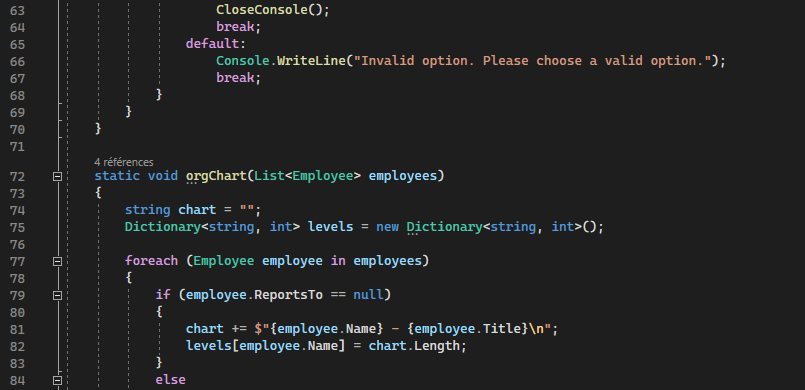 63 CloseConsole();
64 break;
65 default:
66 Console.WriteLine("Invalid option. Please choose a valid option.");
67 break;
68 }
69 }
70 }
71
4 références
72 static void orgChart(List<Employee> employees)
73 {
74 string chart = "";
75 Dictionary<string, int> levels = new Dictionary<string, int>();
76
77 foreach (Employee employee in employees)
78 {
79 if (employee.ReportsTo == null)
80 {
81 chart += $"{employee.Name} - {employee.Title}\n";
82 levels[employee.Name] = chart.Length;
83 }
84 else